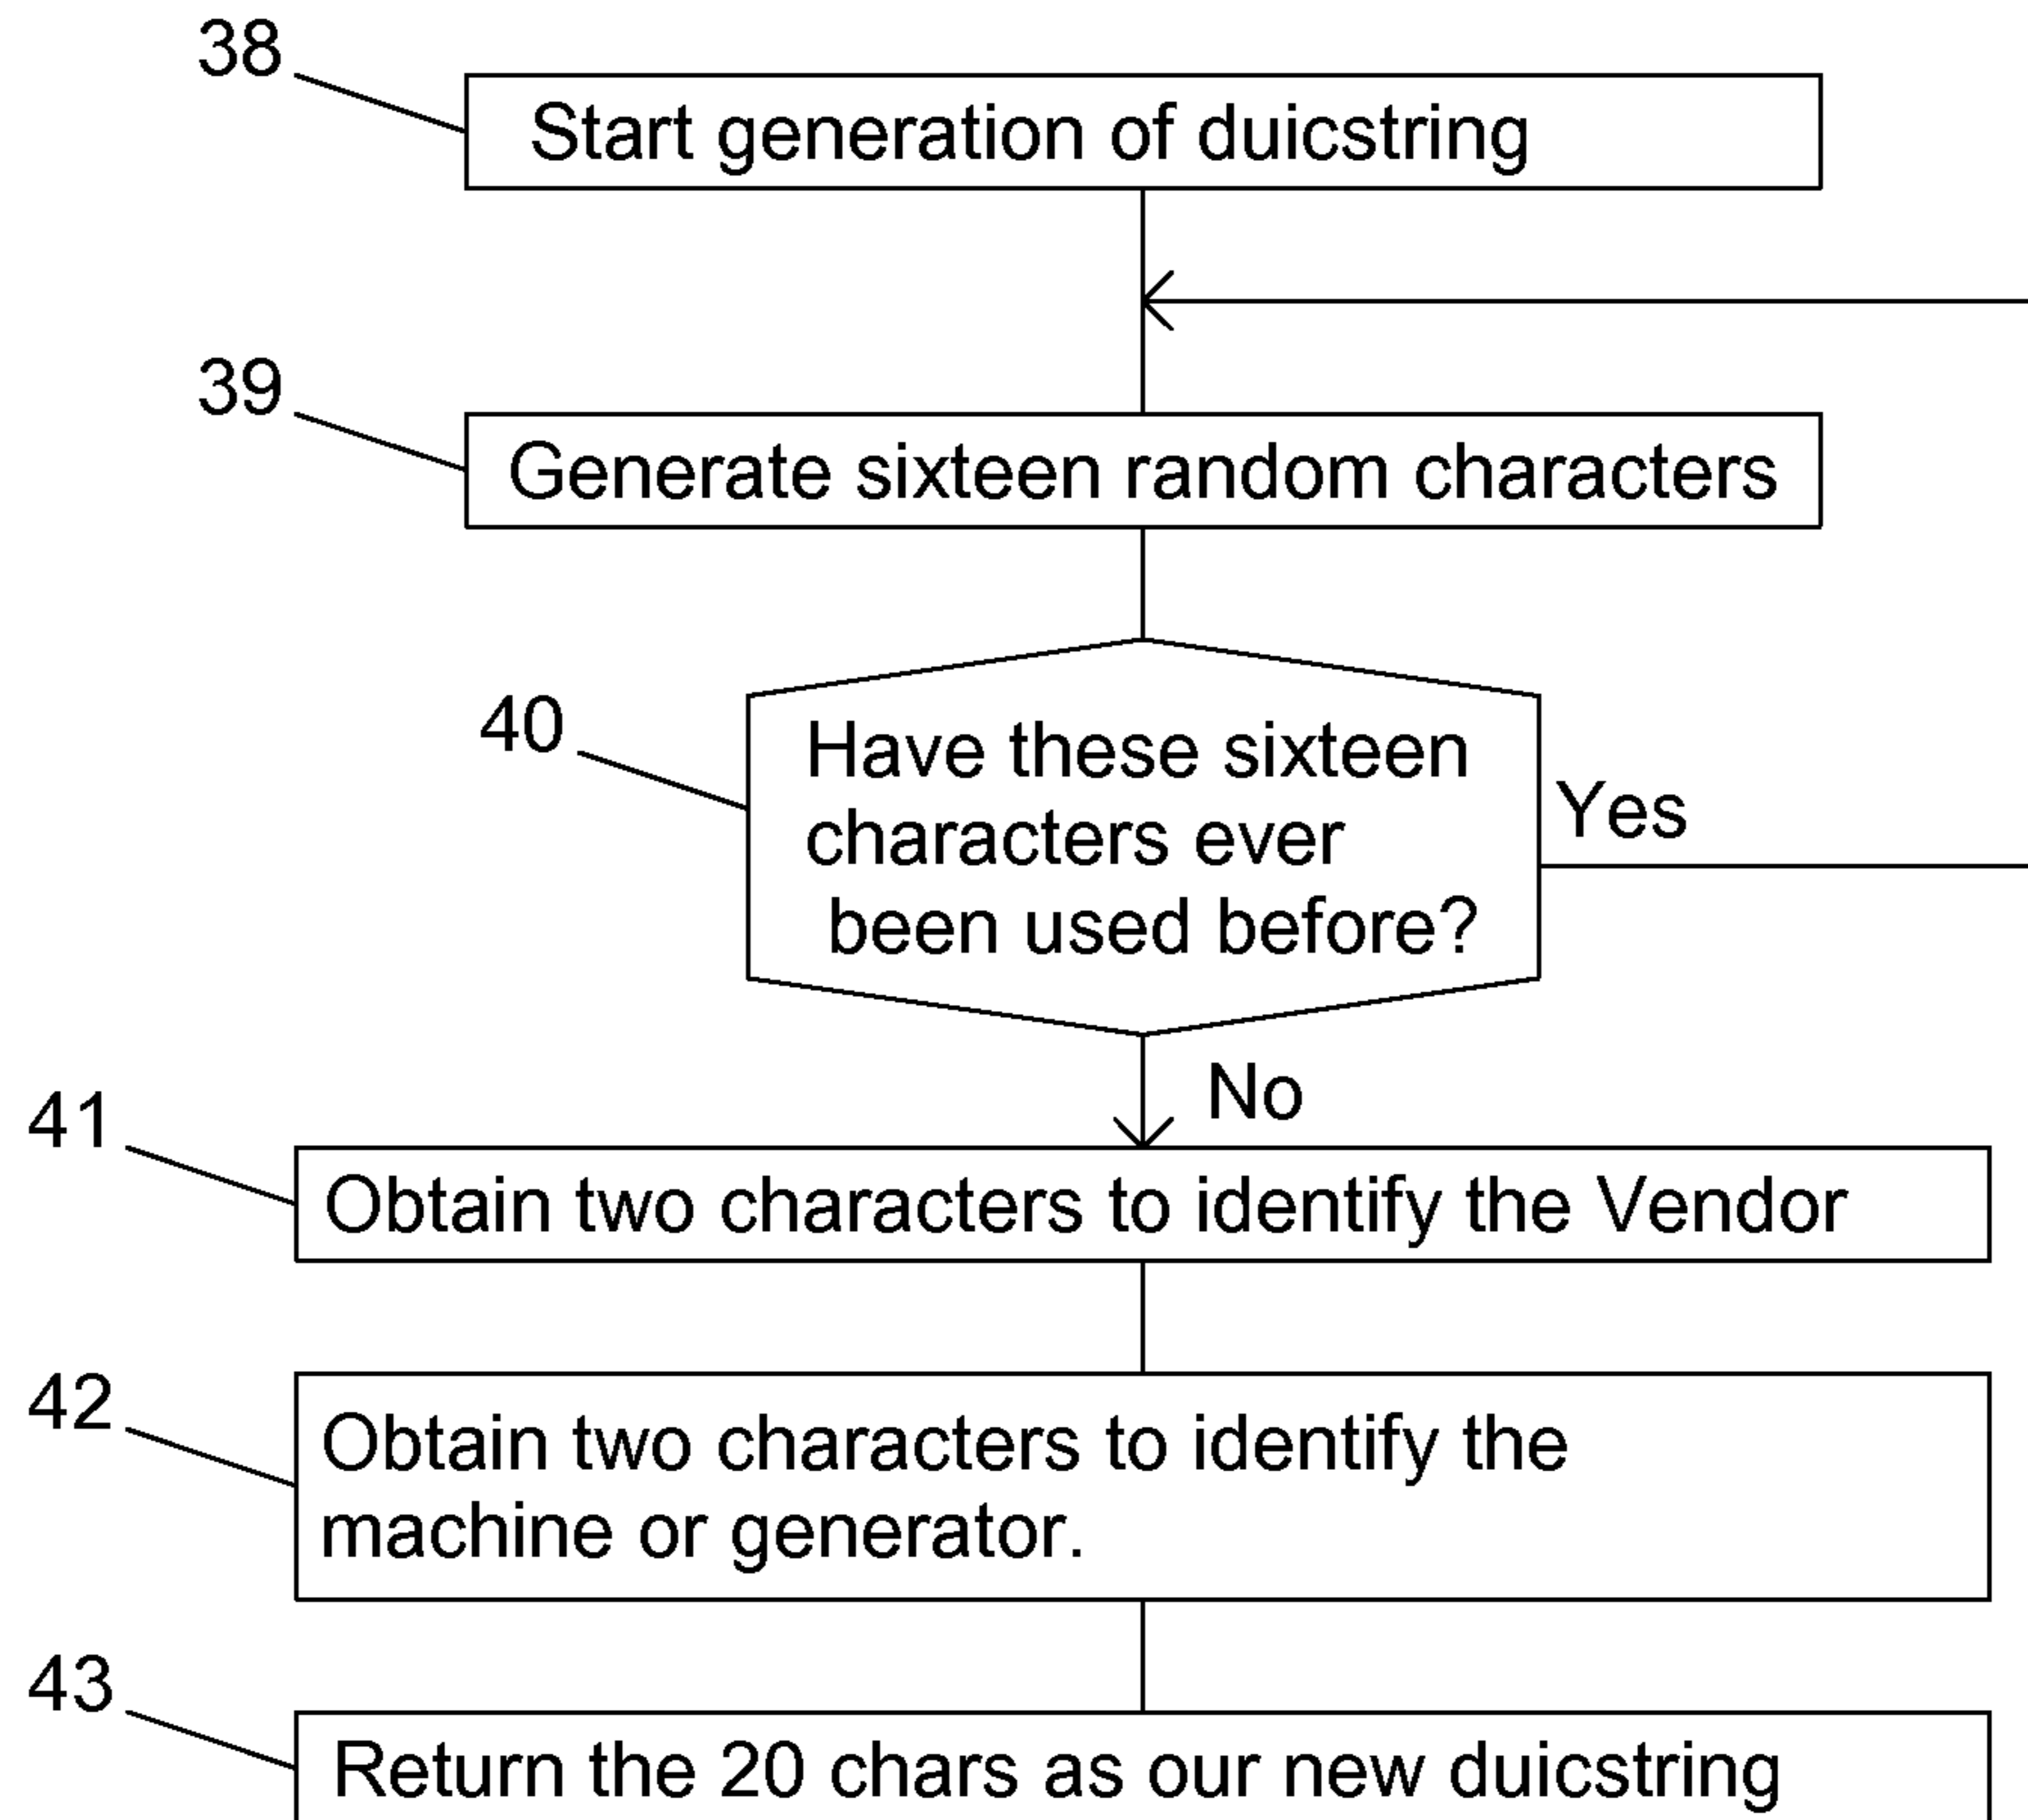 38
Start generation of duicstring
39
Generate sixteen random characters
40
Have these sixteen
characters ever
been used before?
Yes
No
41
Obtain two characters to identify the Vendor
42
Obtain two characters to identify the
machine or generator.
43
Return the 20 chars as our new duicstring